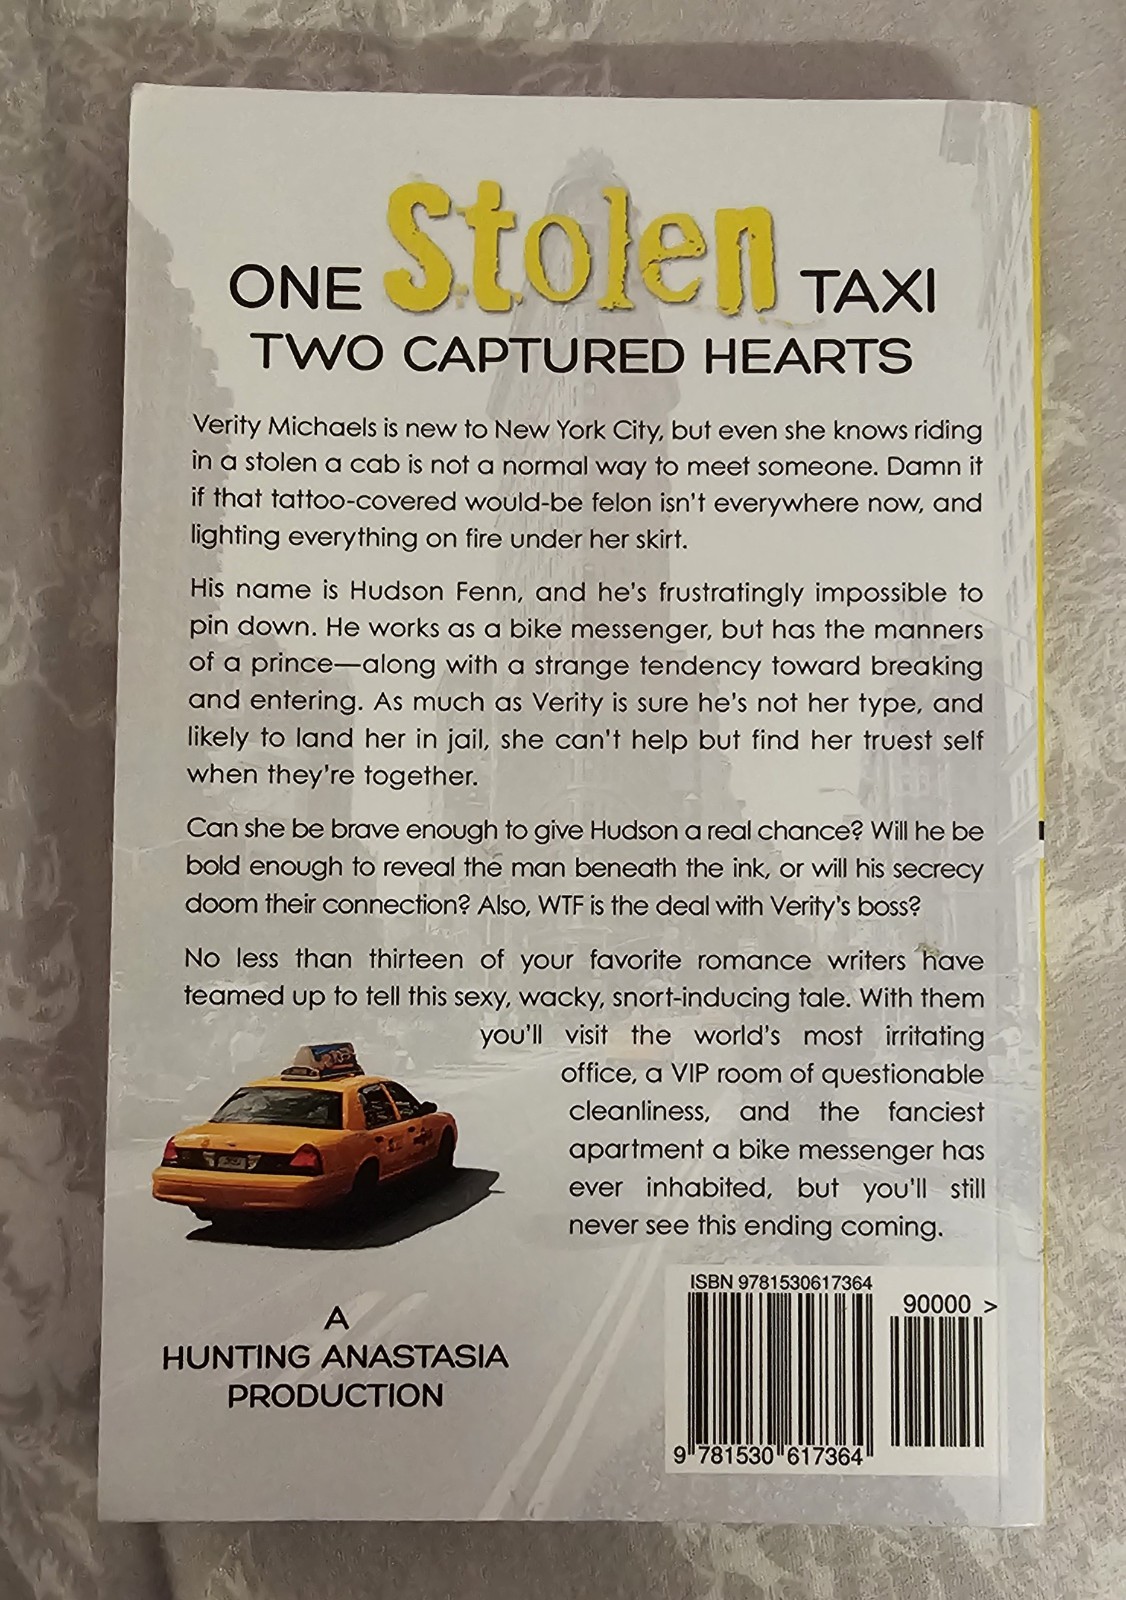 ONE Stolen TAXI
TWO CAPTURED HEARTS
Verity Michaels is new to New York City, but even she knows riding
in a stolen a cab is not a normal way to meet someone. Damn it
if that tattoo-covered would-be felon isn't everywhere now, and
lighting everything on fire under her skirt.
His name is Hudson Fenn, and he's frustratingly impossible to
pin down. He works as a bike messenger, but has the manners
of a prince—along with a strange tendency toward breaking
and entering. As much as Verity is sure he's not her type, and
likely to land her in jail, she can't help but find her truest self
when they're together.
Can she be brave enough to give Hudson a real chance? Will he be
bold enough to reveal the man beneath the ink, or will his secrecy
doom their connection? Also, WTF is the deal with Verity's boss?
No less than thirteen of your favorite romance writers have
teamed up to tell this sexy, wacky, snort-inducing tale. With them
you'll visit the world's most irritating
office, a VIP room of questionable
cleanliness, and the fanciest
apartment a bike messenger has
ever inhabited, but you'll still
never see this ending coming.
A
HUNTING ANASTASIA
PRODUCTION
ISBN 9781530617364
90000 >
9 781530 617364